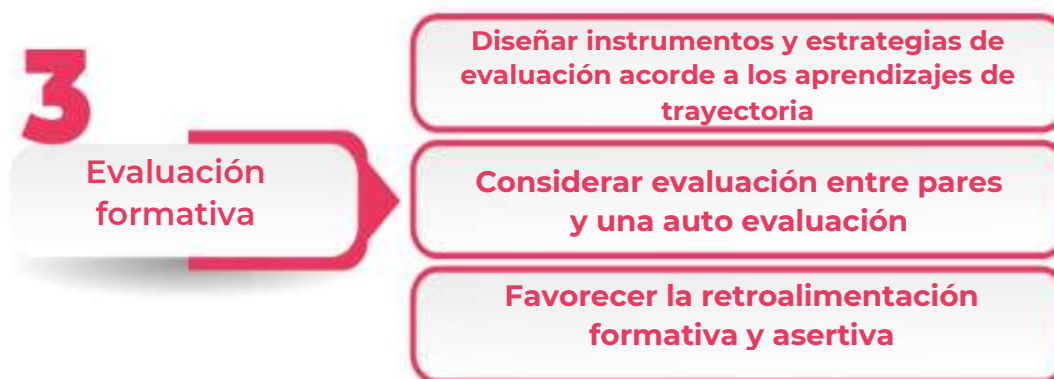 3
Evaluación
formativa
Diseñar instrumentos y estrategias de
evaluación acorde a los aprendizajes de
trayectoria
Considerar evaluación entre pares
y una auto evaluación
Favorecer la retroalimentación
formativa y asertiva